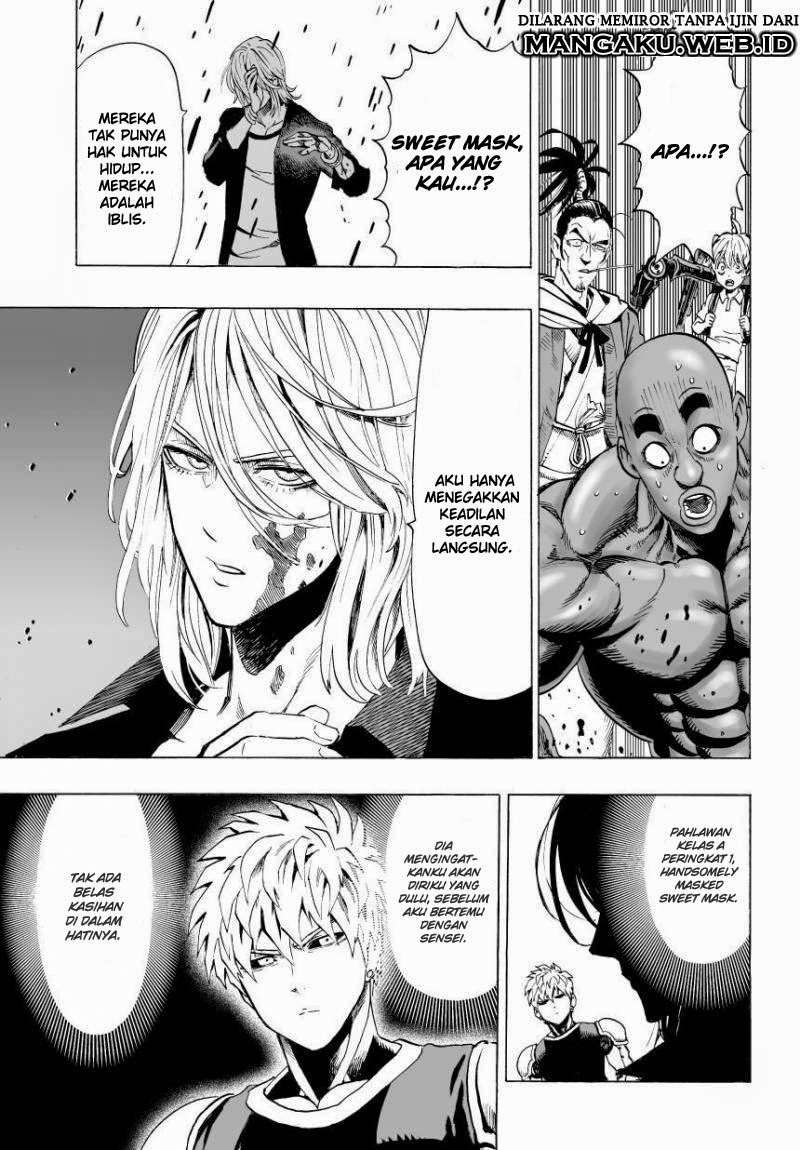 DILARANG MEMIROR TANPA IJIN DARI
MANGAKU.WEB.ID
APA...!?
SWEET MASK,
APA YANG
KAU...!?
MEREKA
TAK PUNYA
HAK UNTUK
HIDUP...
MEREKA
ADALAH
IBLIS.
AKU HANYA
MENEGAKKAN
KEADILAN
SECARA
LANGSUNG.
PAHLAWAN
KELAS A
PERINGKAT 1,
HANDSOMELY
MASKED
SWEET MASK.
DIA
MENGINGAT-
KANKU AKAN
DIRIKU YANG
DULU, SEBELUM
AKU BERTEMU
DENGAN
SENSEI.
TAK ADA
BELAS
KASIHAN
DI DALAM
HATINYA.